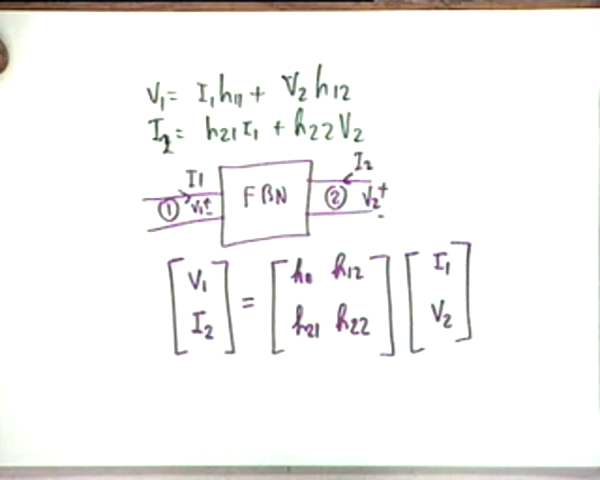 V₁ = I₁h₁₁ + V₂h₁₂
I₂ = h₂₁I₁ + h₂₂V₂
I₁ FBN I₂
① V₁ + - ② V₂ + -
[V₁ I₂] = [h₁₁ h₁₂ h₂₁ h₂₂] [I₁ V₂]